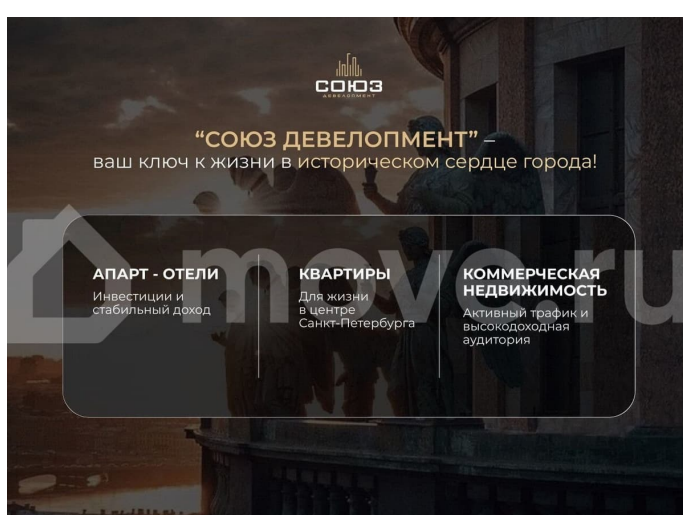 СОЮЗ
ДЕВЕЛОПМЕНТ
“СОЮЗ ДЕВЕЛОПМЕНТ” –
ваш ключ к жизни в историческом сердце города!
move.ru
АПАРТ - ОТЕЛИ
Инвестиции и
стабильный доход
КВАРТИРЫ
Для жизни
в центре
Санкт-Петербурга
КОММЕРЧЕСКАЯ
НЕДВИЖИМОСТЬ
Активный трафик и
высокодоходная
аудитория